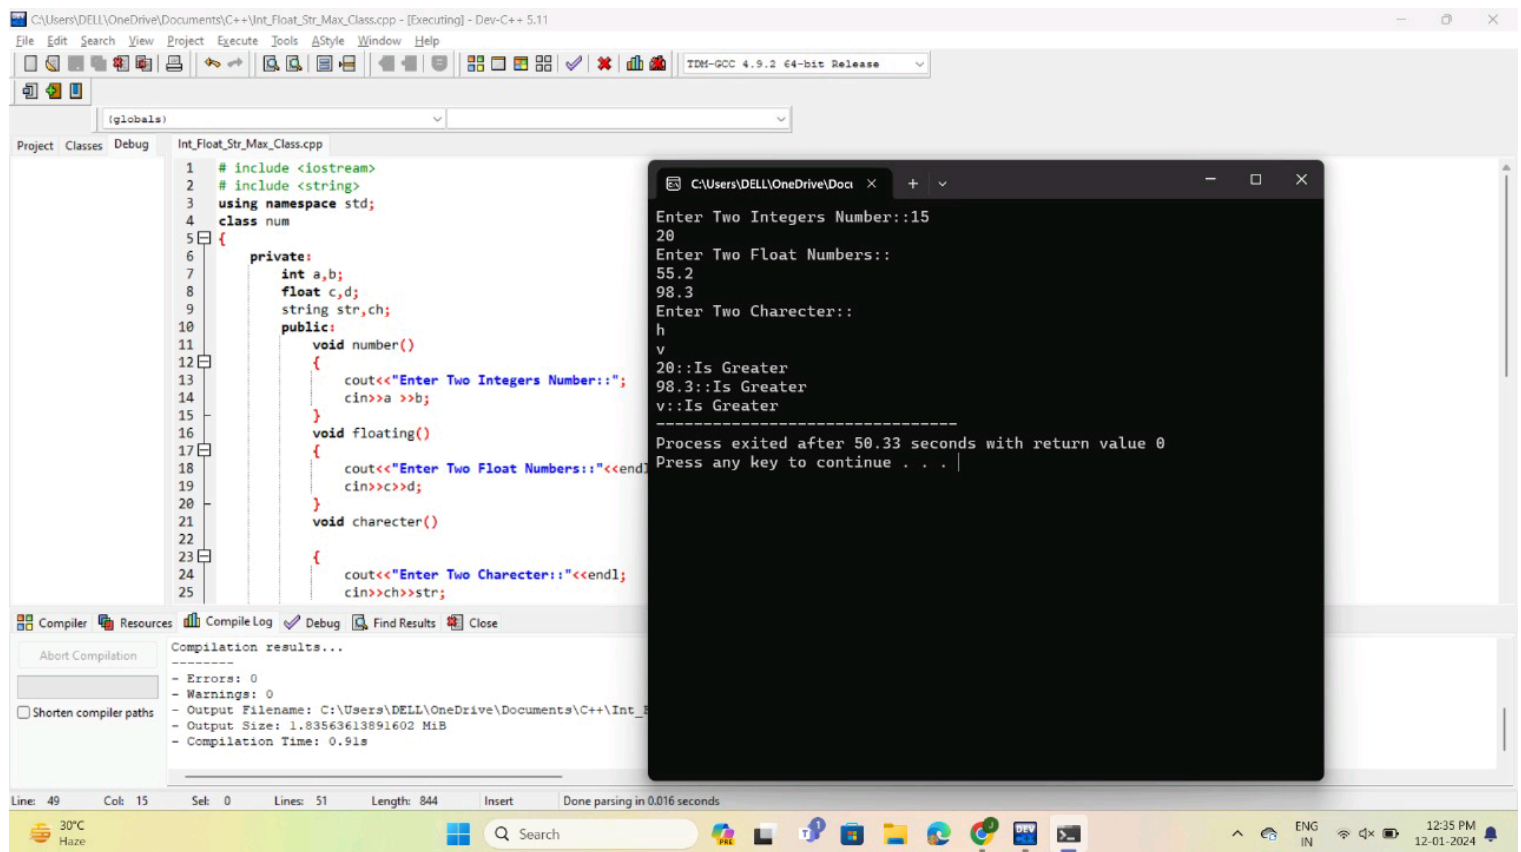 C:\Users\DELL\OneDrive\Documents\C++\Int_Float_Str_Max_Class.cpp - [Executing] - Dev-C++ 5.11
File Edit Search View Project Execute Tools AStyle Window Help
TDM-GCC 4.9.2 64-bit Release
(globals)
Project Classes Debug Int_Float_Str_Max_Class.cpp
1 # include <iostream>
2 # include <string>
3 using namespace std;
4 class num
5 {
6 private:
7 int a,b;
8 float c,d;
9 string str,ch;
10 public:
11 void number()
12 {
13 cout<<"Enter Two Integers Number::";
14 cin>>a >>b;
15 }
16 void floating()
17 {
18 cout<<"Enter Two Float Numbers::"<<endl
19 cin>>c>>d;
20 }
21 void charecter()
22
23 {
24 cout<<"Enter Two Charecter::"<<endl;
25 cin>>ch>>str;
C:\Users\DELL\OneDrive\Docu
Enter Two Integers Number::15
20
Enter Two Float Numbers::
55.2
98.3
Enter Two Charecter::
h
v
20::Is Greater
98.3::Is Greater
v::Is Greater
--------------------------------
Process exited after 50.33 seconds with return value 0
Press any key to continue . . .
Compiler Resources Compile Log Debug Find Results Close
Abort Compilation
Shorten compiler paths
Compilation results...
--------
- Errors: 0
- Warnings: 0
- Output Filename: C:\Users\DELL\OneDrive\Documents\C++\Int_
- Output Size: 1.83563613891602 MiB
- Compilation Time: 0.91s
Line: 49 Col: 15 Sel: 0 Lines: 51 Length: 844 Insert Done parsing in 0.016 seconds
30°C
Haze
Search
PRE
1
DEV
ENG
IN
12:35 PM
12-01-2024